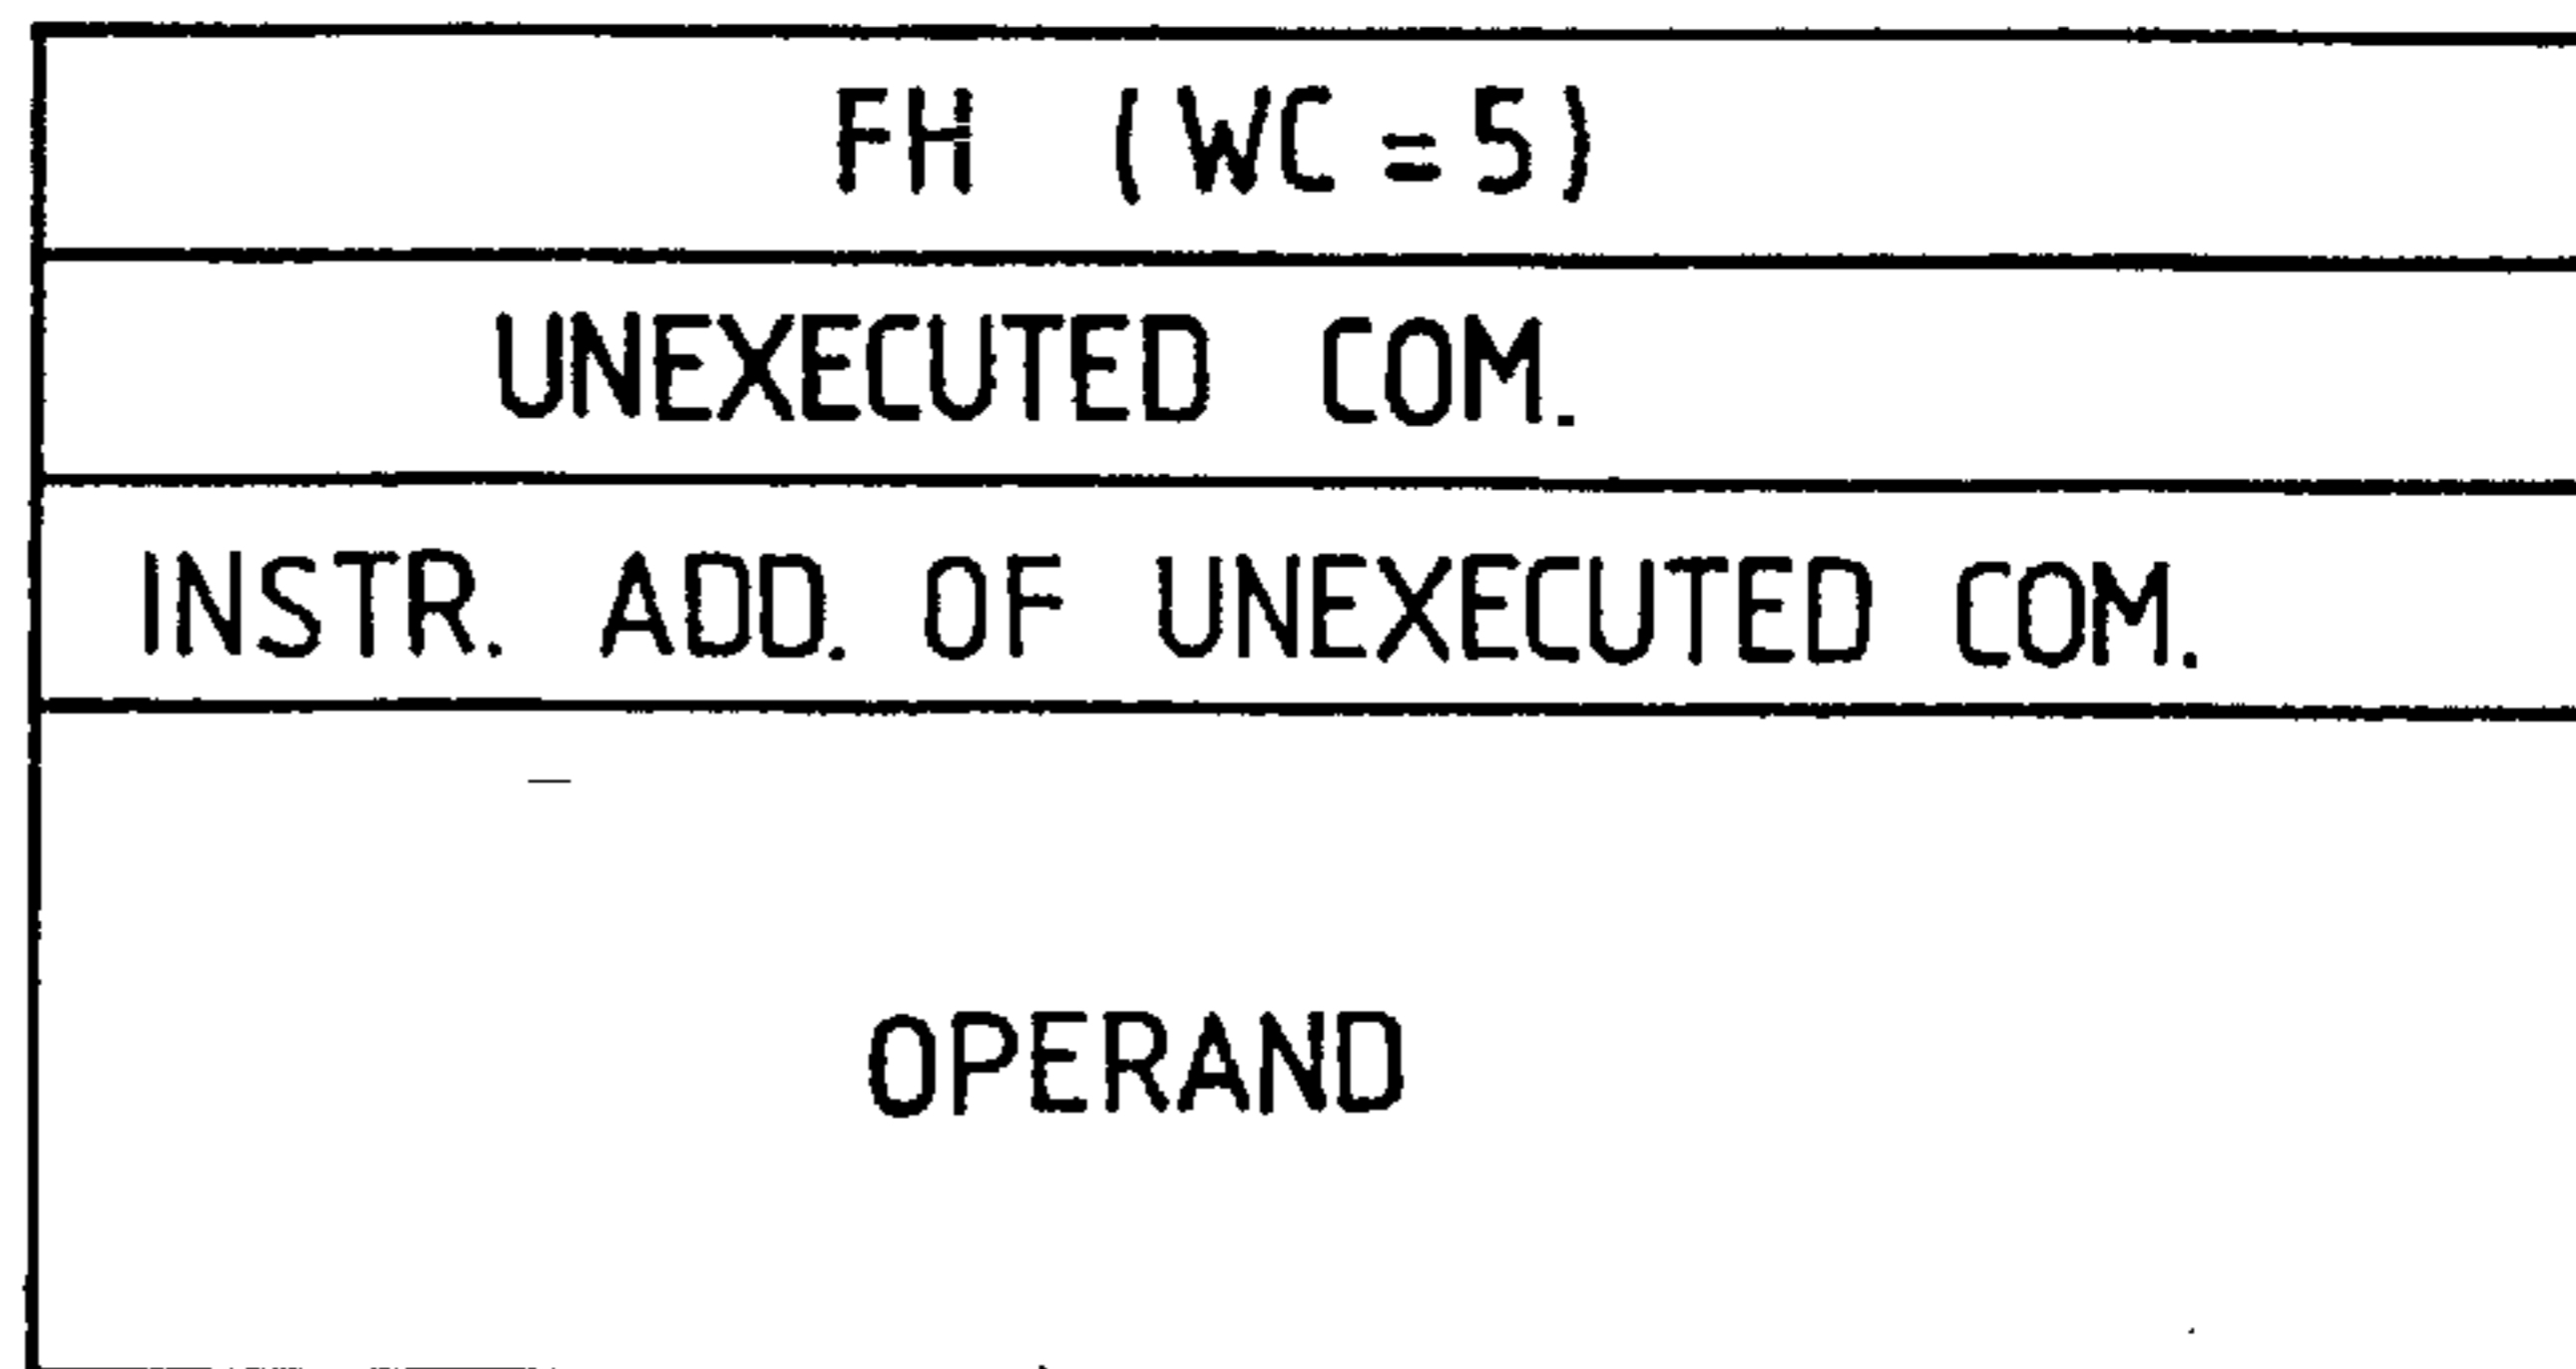 FH (WC=5)
UNEXECUTED COM.
INSTR. ADD. OF UNEXECUTED COM.
OPERAND